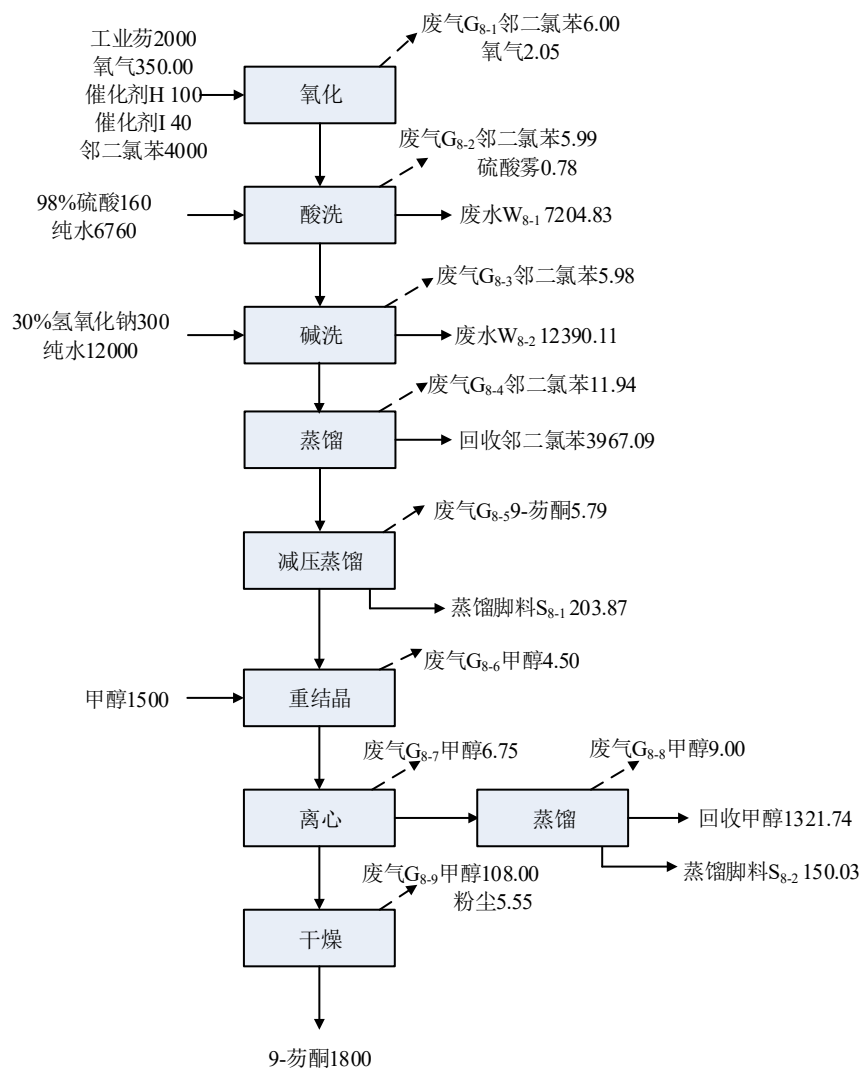 工业芴2000
氧气350.00
催化剂H 100
催化剂I 40
邻二氯苯4000
氧化
废气G8-1邻二氯苯6.00
氧气2.05
98%硫酸160
纯水6760
酸洗
废气G8-2邻二氯苯5.99
硫酸雾0.78
废水W8-1 7204.83
30%氢氧化钠300
纯水12000
碱洗
废气G8-3邻二氯苯5.98
废水W8-2 12390.11
蒸馏
废气G8-4邻二氯苯11.94
回收邻二氯苯3967.09
减压蒸馏
废气G8-59-芴酮5.79
蒸馏脚料S8-1 203.87
甲醇1500
重结晶
废气G8-6甲醇4.50
离心
废气G8-7甲醇6.75
蒸馏
废气G8-8甲醇9.00
回收甲醇1321.74
蒸馏脚料S8-2 150.03
干燥
废气G8-9甲醇108.00
粉尘5.55
9-芴酮1800